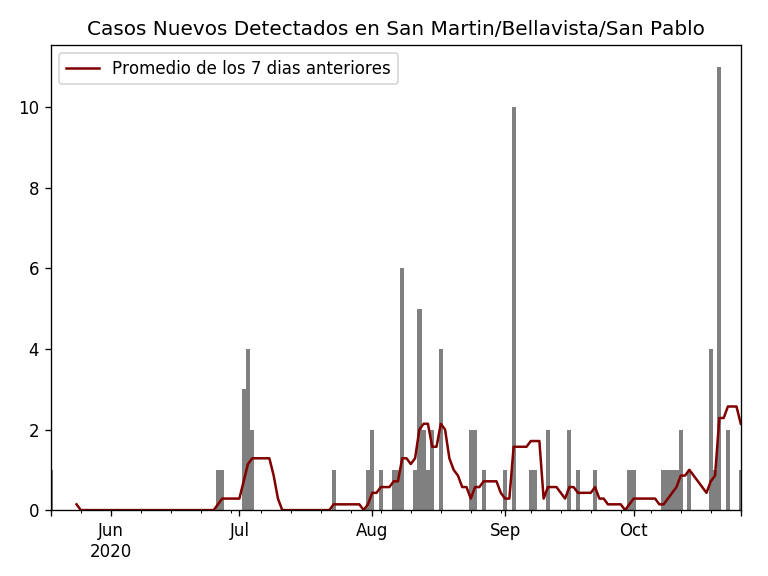 Casos Nuevos Detectados en San Martin/Bellavista/San Pablo
Promedio de los 7 dias anteriores
10
8
6
4
2
0
Jun Jul Aug Sep Oct
2020